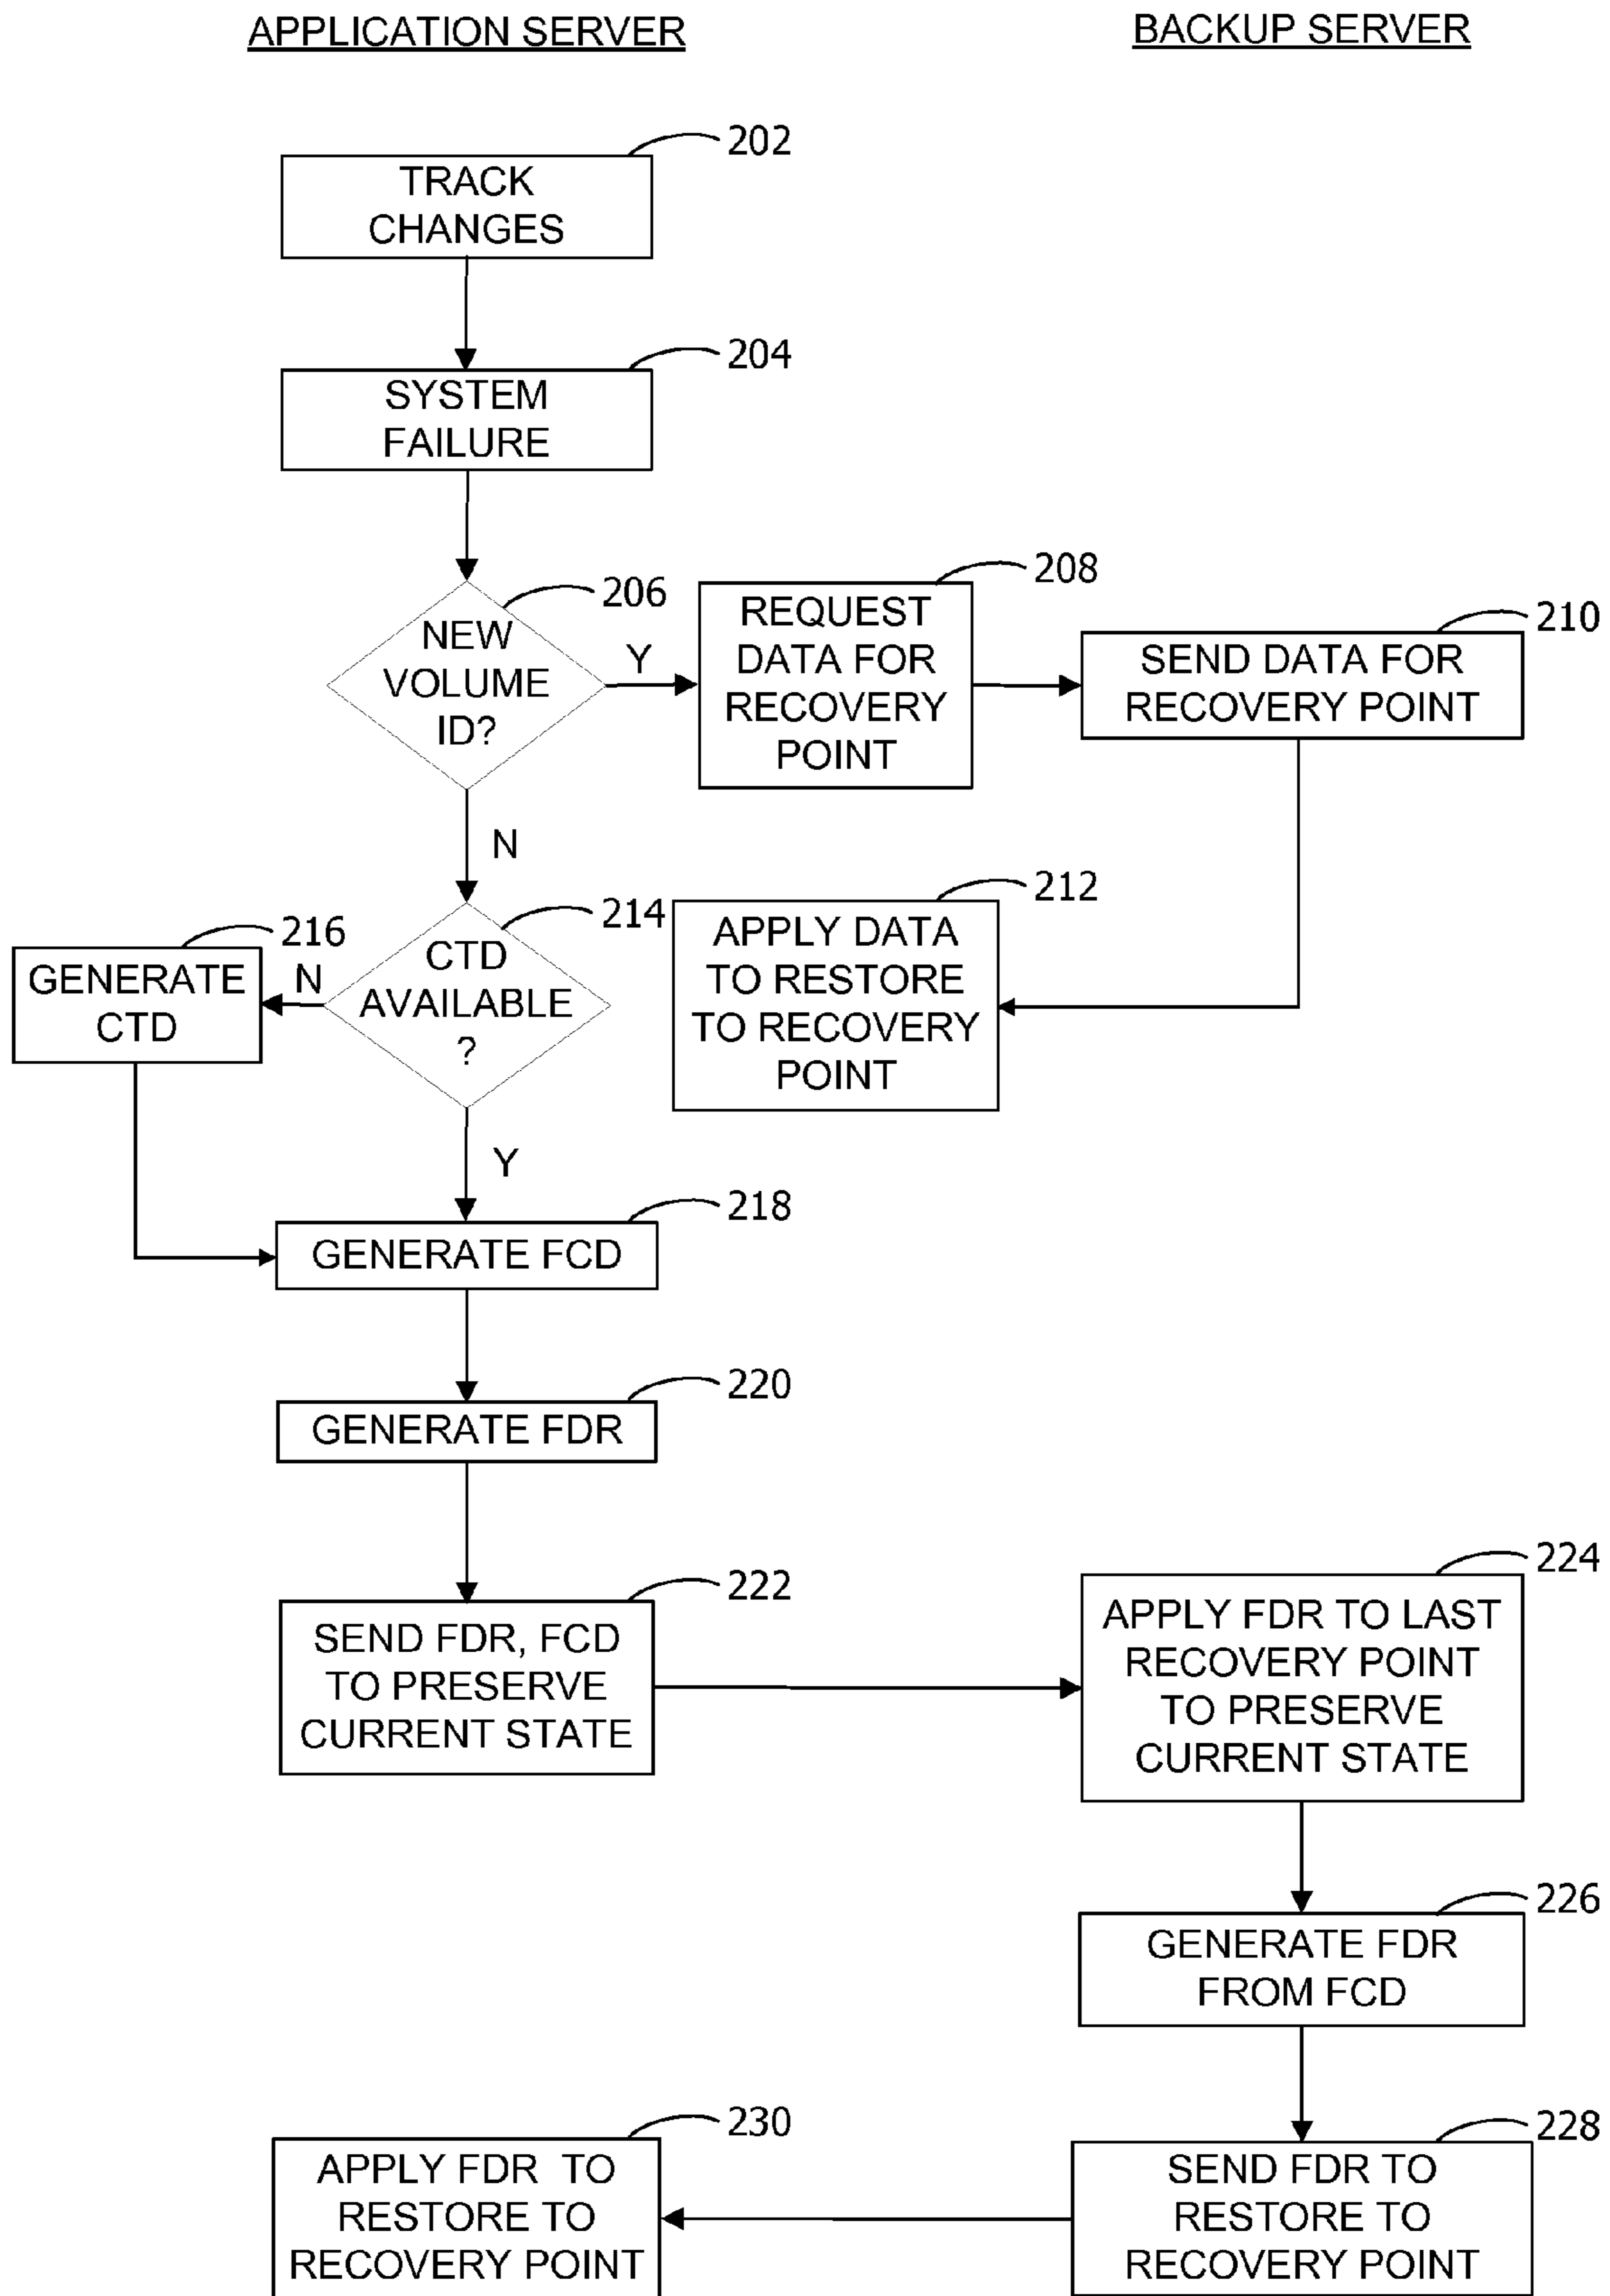 APPLICATION SERVER
BACKUP SERVER
202
TRACK
CHANGES
204
SYSTEM
FAILURE
206
NEW
VOLUME
ID?
Y
208
REQUEST
DATA FOR
RECOVERY
POINT
210
SEND DATA FOR
RECOVERY POINT
N
212
APPLY DATA
TO RESTORE
TO RECOVERY
POINT
214
CTD
AVAILABLE
?
N
216
GENERATE
CTD
Y
218
GENERATE FCD
220
GENERATE FDR
222
SEND FDR, FCD
TO PRESERVE
CURRENT STATE
224
APPLY FDR TO LAST
RECOVERY POINT
TO PRESERVE
CURRENT STATE
226
GENERATE FDR
FROM FCD
228
SEND FDR TO
RESTORE TO
RECOVERY POINT
230
APPLY FDR TO
RESTORE TO
RECOVERY POINT